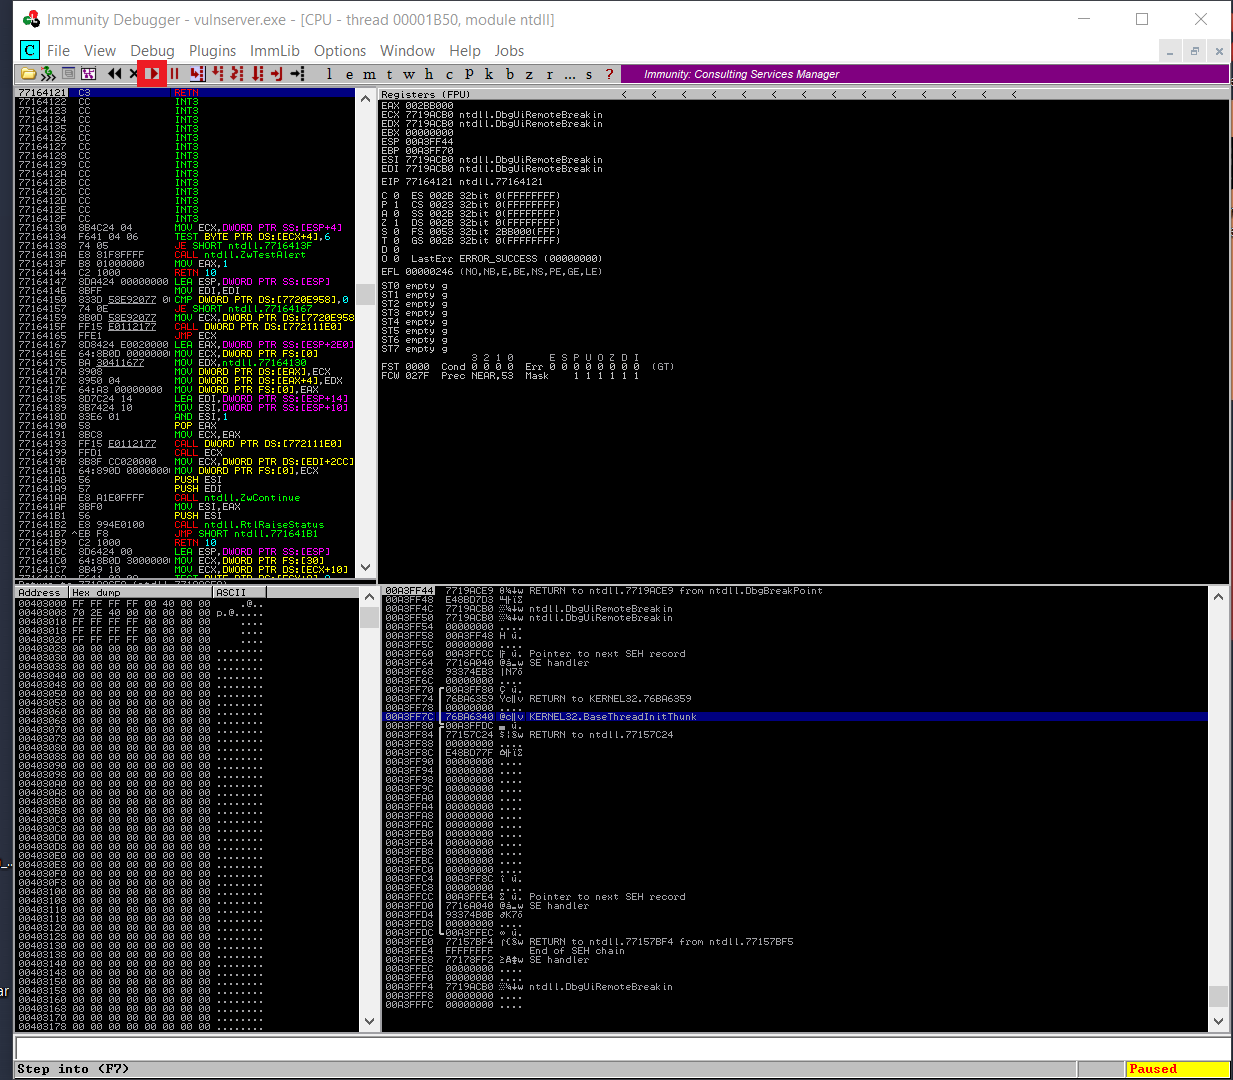 Immunity Debugger - vulnserver.exe - [CPU - thread 00001B50, module ntdll]
C File View Debug Plugins ImmLib Options Window Help Jobs
l e m t w h c p k b z r ... s ? Immunity: Consulting Services Manager
77164121 C3 RETN
77164122 CC INT3
77164123 CC INT3
77164124 CC INT3
77164125 CC INT3
77164126 CC INT3
77164127 CC INT3
77164128 CC INT3
77164129 CC INT3
7716412A CC INT3
7716412B CC INT3
7716412C CC INT3
7716412D CC INT3
7716412E CC INT3
7716412F CC INT3
77164130 8B4C24 04 MOV ECX,DWORD PTR SS:[ESP+4]
77164134 F641 04 06 TEST BYTE PTR DS:[ECX+4],6
77164138 74 05 JE SHORT ntdll.7716413F
7716413A E8 81F8FFFF CALL ntdll.ZwTestAlert
7716413F B8 01000000 MOV EAX,1
77164144 C2 1000 RETN 10
77164147 8DA424 00000000 LEA ESP,DWORD PTR SS:[ESP]
7716414E 8BFF MOV EDI,EDI
77164150 833D 58E92077 00 CMP DWORD PTR DS:[7720E958],0
77164157 74 0E JE SHORT ntdll.77164167
77164159 8B0D 58E92077 MOV ECX,DWORD PTR DS:[7720E958
7716415F FF15 E0112177 CALL DWORD PTR DS:[772111E0]
77164165 FFE1 JMP ECX
77164167 8D8424 E0020000 LEA EAX,DWORD PTR SS:[ESP+2E0]
7716416E 64:8B0D 0000000 MOV ECX,DWORD PTR FS:[0]
77164175 BA 30411677 MOV EDX,ntdll.77164130
7716417A 8908 MOV DWORD PTR DS:[EAX],ECX
7716417C 8950 04 MOV DWORD PTR DS:[EAX+4],EDX
7716417F 64:A3 00000000 MOV DWORD PTR FS:[0],EAX
77164185 8D7C24 14 LEA EDI,DWORD PTR SS:[ESP+14]
77164189 8B7424 10 MOV ESI,DWORD PTR SS:[ESP+10]
7716418D 83E6 01 AND ESI,1
77164190 58 POP EAX
77164191 8BC8 MOV ECX,EAX
77164193 FF15 E0112177 CALL DWORD PTR DS:[772111E0]
77164199 FFD1 CALL ECX
7716419B 8B8F CC020000 MOV ECX,DWORD PTR DS:[EDI+2CC]
771641A1 64:890D 0000000 MOV DWORD PTR FS:[0],ECX
771641A8 56 PUSH ESI
771641A9 57 PUSH EDI
771641AA E8 A1E0FFFF CALL ntdll.ZwContinue
771641AF 8BF0 MOV ESI,EAX
771641B1 56 PUSH ESI
771641B2 E8 994E0100 CALL ntdll.RtlRaiseStatus
771641B7 ^EB F8 JMP SHORT ntdll.771641B1
771641B9 C2 1000 RETN 10
771641BC 8D6424 00 LEA ESP,DWORD PTR SS:[ESP]
771641C0 64:8B0D 3000000 MOV ECX,DWORD PTR FS:[30]
771641C7 8B49 10 MOV ECX,DWORD PTR DS:[ECX+10]
Registers (FPU) < < < < < < < < < < < < < <
EAX 002BB000
ECX 7719ACB0 ntdll.DbgUiRemoteBreakin
EDX 7719ACB0 ntdll.DbgUiRemoteBreakin
EBX 00000000
ESP 00A3FF44
EBP 00A3FF70
ESI 7719ACB0 ntdll.DbgUiRemoteBreakin
EDI 7719ACB0 ntdll.DbgUiRemoteBreakin
EIP 77164121 ntdll.77164121
C 0 ES 002B 32bit 0(FFFFFFFF)
P 1 CS 0023 32bit 0(FFFFFFFF)
A 0 SS 002B 32bit 0(FFFFFFFF)
Z 1 DS 002B 32bit 0(FFFFFFFF)
S 0 FS 0053 32bit 2BB000(FFF)
T 0 GS 002B 32bit 0(FFFFFFFF)
D 0
O 0 LastErr ERROR_SUCCESS (00000000)
EFL 00000246 (NO,NB,E,BE,NS,PE,GE,LE)
ST0 empty g
ST1 empty g
ST2 empty g
ST3 empty g
ST4 empty g
ST5 empty g
ST6 empty g
ST7 empty g
3 2 1 0 E S P U O Z D I
FST 0000 Cond 0 0 0 0 Err 0 0 0 0 0 0 0 0 (GT)
FCW 027F Prec NEAR,53 Mask 1 1 1 1 1 1
Address Hex dump ASCII
00403000 FF FF FF FF 00 40 00 00 .@..
00403008 70 2E 40 00 00 00 00 00 p.@.....
00403010 FF FF FF FF 00 00 00 00 ....
00403018 FF FF FF FF 00 00 00 00 ....
00403020 FF FF FF FF 00 00 00 00 ....
00403028 00 00 00 00 00 00 00 00 ........
00403030 00 00 00 00 00 00 00 00 ........
00403038 00 00 00 00 00 00 00 00 ........
00403040 00 00 00 00 00 00 00 00 ........
00403048 00 00 00 00 00 00 00 00 ........
00403050 00 00 00 00 00 00 00 00 ........
00403058 00 00 00 00 00 00 00 00 ........
00403060 00 00 00 00 00 00 00 00 ........
00403068 00 00 00 00 00 00 00 00 ........
00403070 00 00 00 00 00 00 00 00 ........
00403078 00 00 00 00 00 00 00 00 ........
00403080 00 00 00 00 00 00 00 00 ........
00403088 00 00 00 00 00 00 00 00 ........
00403090 00 00 00 00 00 00 00 00 ........
00403098 00 00 00 00 00 00 00 00 ........
004030A0 00 00 00 00 00 00 00 00 ........
004030A8 00 00 00 00 00 00 00 00 ........
004030B0 00 00 00 00 00 00 00 00 ........
004030B8 00 00 00 00 00 00 00 00 ........
004030C0 00 00 00 00 00 00 00 00 ........
004030C8 00 00 00 00 00 00 00 00 ........
004030D0 00 00 00 00 00 00 00 00 ........
004030D8 00 00 00 00 00 00 00 00 ........
004030E0 00 00 00 00 00 00 00 00 ........
004030E8 00 00 00 00 00 00 00 00 ........
004030F0 00 00 00 00 00 00 00 00 ........
004030F8 00 00 00 00 00 00 00 00 ........
00403100 00 00 00 00 00 00 00 00 ........
00403108 00 00 00 00 00 00 00 00 ........
00403110 00 00 00 00 00 00 00 00 ........
00403118 00 00 00 00 00 00 00 00 ........
00403120 00 00 00 00 00 00 00 00 ........
00403128 00 00 00 00 00 00 00 00 ........
00403130 00 00 00 00 00 00 00 00 ........
00403138 00 00 00 00 00 00 00 00 ........
00403140 00 00 00 00 00 00 00 00 ........
00403148 00 00 00 00 00 00 00 00 ........
00403150 00 00 00 00 00 00 00 00 ........
00403158 00 00 00 00 00 00 00 00 ........
00403160 00 00 00 00 00 00 00 00 ........
00403168 00 00 00 00 00 00 00 00 ........
00403170 00 00 00 00 00 00 00 00 ........
00403178 00 00 00 00 00 00 00 00 ........
00A3FF44 7719ACE9 RETURN to ntdll.7719ACE9 from ntdll.DbgBreakPoint
00A3FF48 E48BD7D3
00A3FF4C 7719ACB0 ntdll.DbgUiRemoteBreakin
00A3FF50 7719ACB0 ntdll.DbgUiRemoteBreakin
00A3FF54 00000000 ....
00A3FF58 00A3FF48 H ú.
00A3FF5C 00000000 ....
00A3FF60 00A3FFCC Pointer to next SEH record
00A3FF64 7716A040 SE handler
00A3FF68 93374EB3
00A3FF6C 00000000 ....
00A3FF70 00A3FF80 Ç ú.
00A3FF74 76BA6359 RETURN to KERNEL32.76BA6359
00A3FF78 00000000 ....
00A3FF7C 76BA6340 KERNEL32.BaseThreadInitThunk
00A3FF80 00A3FFDC
00A3FF84 77157C24 RETURN to ntdll.77157C24
00A3FF88 00000000 ....
00A3FF8C E48BD77F
00A3FF90 00000000 ....
00A3FF94 00000000 ....
00A3FF98 00000000 ....
00A3FF9C 00000000 ....
00A3FFA0 00000000 ....
00A3FFA4 00000000 ....
00A3FFA8 00000000 ....
00A3FFAC 00000000 ....
00A3FFB0 00000000 ....
00A3FFB4 00000000 ....
00A3FFB8 00000000 ....
00A3FFBC 00000000 ....
00A3FFC0 00000000 ....
00A3FFC4 00A3FF8C î ú.
00A3FFC8 00000000 ....
00A3FFCC 00A3FFE4 Σ ú. Pointer to next SEH record
00A3FFD0 7716A040 SE handler
00A3FFD4 93374B0B
00A3FFD8 00000000 ....
00A3FFDC 00A3FFEC ∞ ú.
00A3FFE0 77157BF4 RETURN to ntdll.77157BF4 from ntdll.77157BF5
00A3FFE4 FFFFFFFF End of SEH chain
00A3FFE8 77178FF2 SE handler
00A3FFEC 00000000 ....
00A3FFF0 00000000 ....
00A3FFF4 7719ACB0 ntdll.DbgUiRemoteBreakin
00A3FFF8 00000000 ....
00A3FFFC 00000000 ....
Step into (F7)
Paused